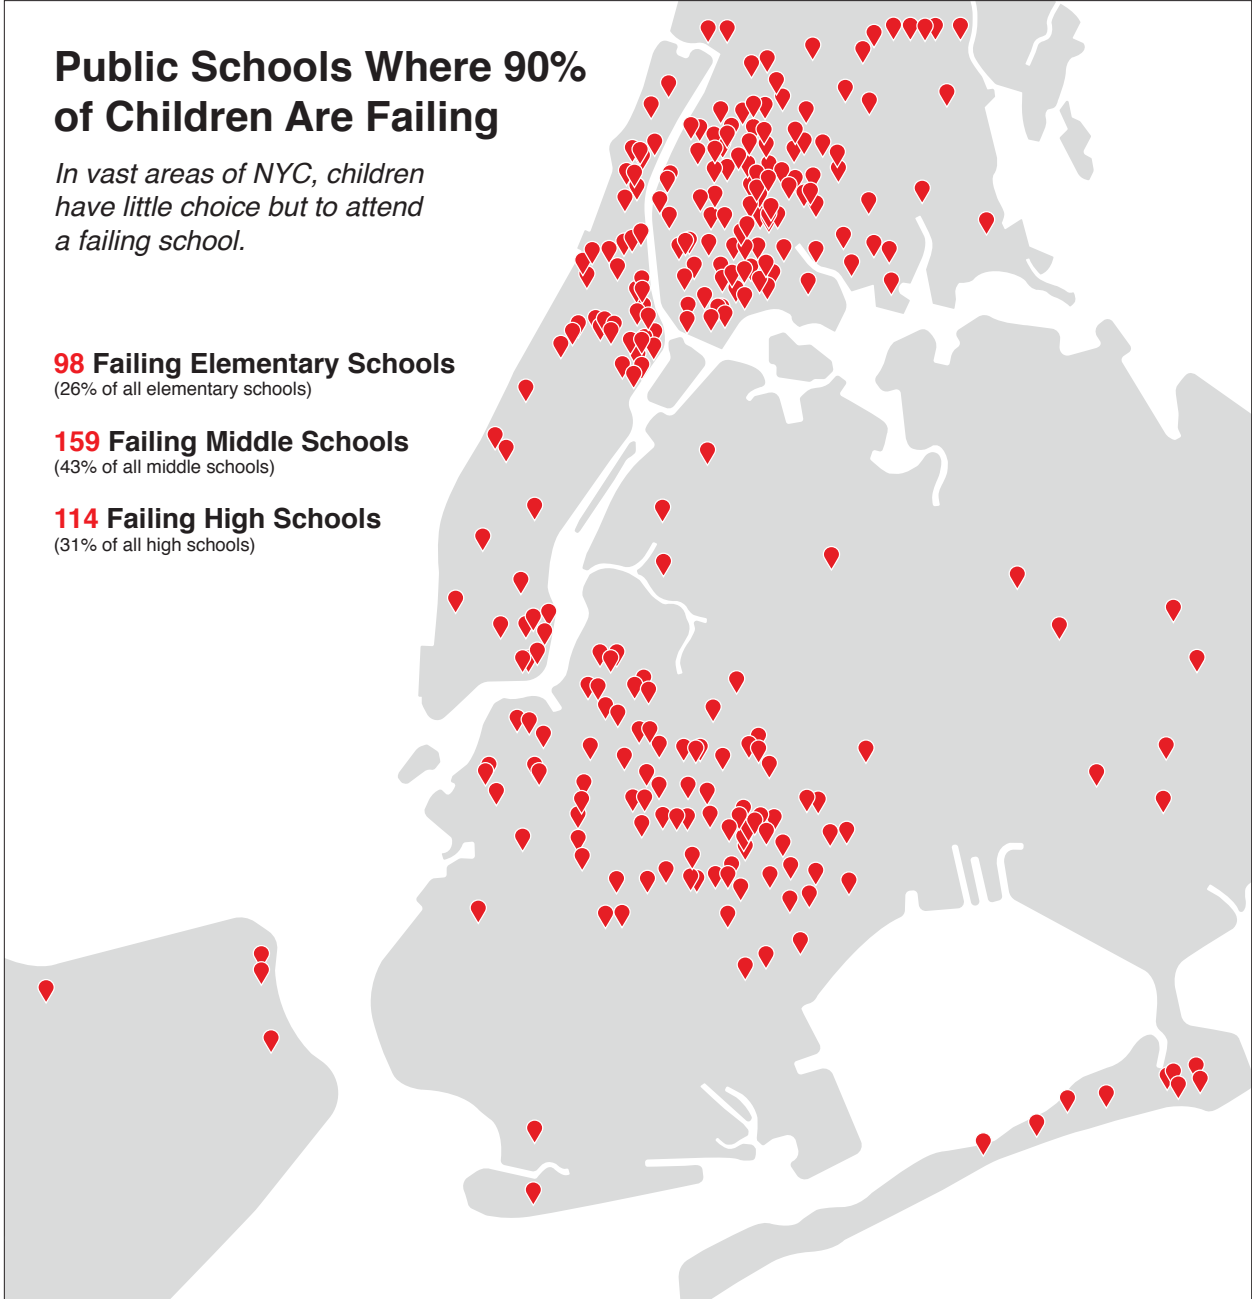 Public Schools Where 90%
of Children Are Failing
In vast areas of NYC, children
have little choice but to attend
a failing school.
98 Failing Elementary Schools
(26% of all elementary schools)
159 Failing Middle Schools
(43% of all middle schools)
114 Failing High Schools
(31% of all high schools)